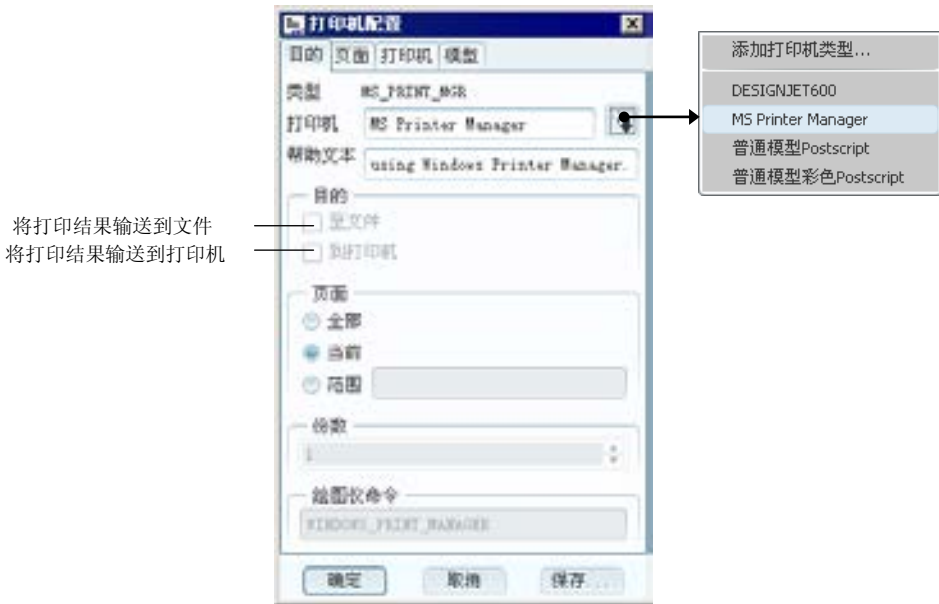 打印机配置
目的 页面 打印机 模型
类型 MS_PRINT_MGR
打印机 MS Printer Manager
帮助文本 using Windows Printer Manager.
目的
至文件
到打印机
将打印结果输送到文件
将打印结果输送到打印机
页面
全部
当前
范围
份数
1
绘图仪命令
WINDOWS_PRINT_MANAGER
确定 取消 保存...
添加打印机类型...
DESIGNJET600
MS Printer Manager
普通模型Postscript
普通模型彩色Postscript